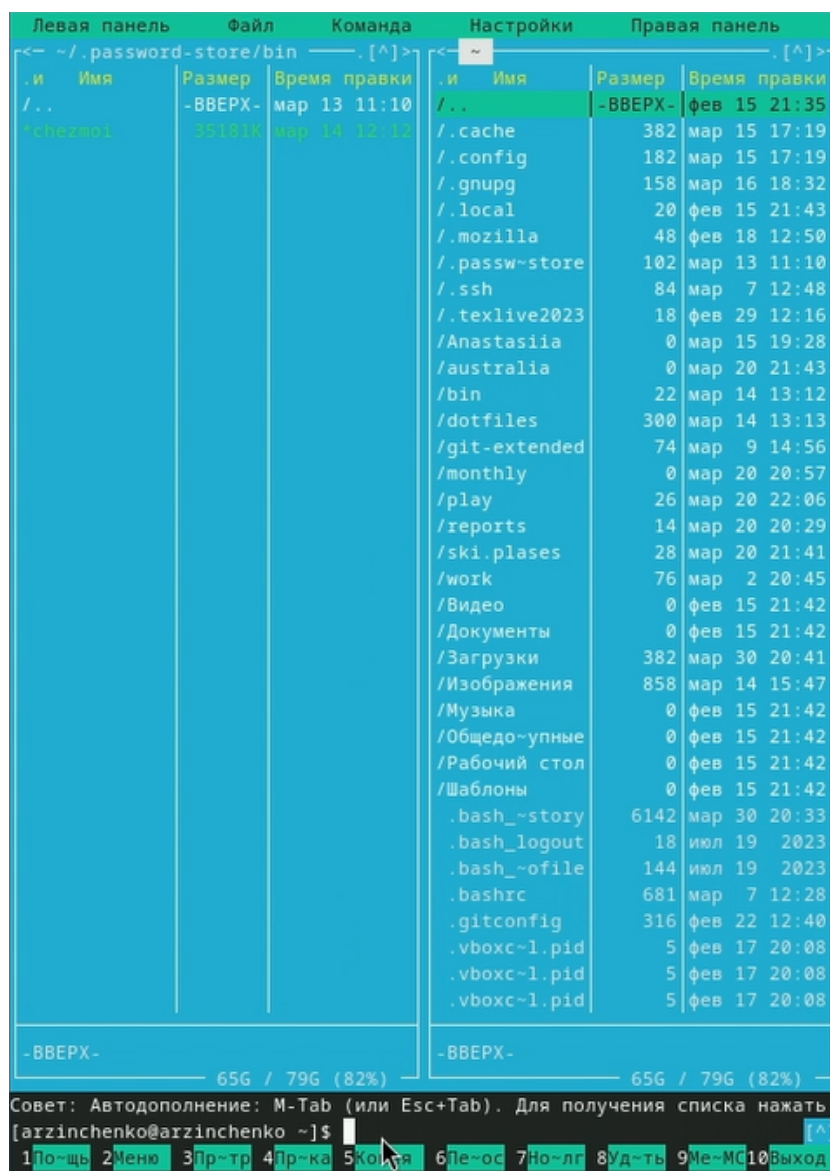 Левая панель Файл Команда Настройки Правая панель
<─ ~/.password-store/bin ────.[^]>┐ ┌<─ ~ ────.[^]>
.и Имя Размер Время правки .и Имя Размер Время правки
/.. -ВВЕРХ- мар 13 11:10 /.. -ВВЕРХ- фев 15 21:35
*chezmoi 35181K мар 14 12:12 /.cache 382 мар 15 17:19
/.config 182 мар 15 17:19
/.gnupg 158 мар 16 18:32
/.local 20 фев 15 21:43
/.mozilla 48 фев 18 12:50
/.passw~store 102 мар 13 11:10
/.ssh 84 мар 7 12:48
/.texlive2023 18 фев 29 12:16
/Anastasiia 0 мар 15 19:28
/australia 0 мар 20 21:43
/bin 22 мар 14 13:12
/dotfiles 300 мар 14 13:13
/git-extended 74 мар 9 14:56
/monthly 0 мар 20 20:57
/play 26 мар 20 22:06
/reports 14 мар 20 20:29
/ski.plases 28 мар 20 21:41
/work 76 мар 2 20:45
/Видео 0 фев 15 21:42
/Документы 0 фев 15 21:42
/Загрузки 382 мар 30 20:41
/Изображения 858 мар 14 15:47
/Музыка 0 фев 15 21:42
/Общедо~упные 0 фев 15 21:42
/Рабочий стол 0 фев 15 21:42
/Шаблоны 0 фев 15 21:42
.bash_~story 6142 мар 30 20:33
.bash_logout 18 июл 19 2023
.bash_~ofile 144 июл 19 2023
.bashrc 681 мар 7 12:28
.gitconfig 316 фев 22 12:40
.vboxc~l.pid 5 фев 17 20:08
.vboxc~l.pid 5 фев 17 20:08
.vboxc~l.pid 5 фев 17 20:08
-ВВЕРХ- -ВВЕРХ-
65G / 79G (82%) 65G / 79G (82%)
Совет: Автодополнение: M-Tab (или Esc+Tab). Для получения списка нажать
[arzinchenko@arzinchenko ~]$ [^
1По~щь 2Меню 3Пр~тр 4Пр~ка 5 6Пе~ос 7Но~лг 8Уд~ть 9Ме~МС 10Выход